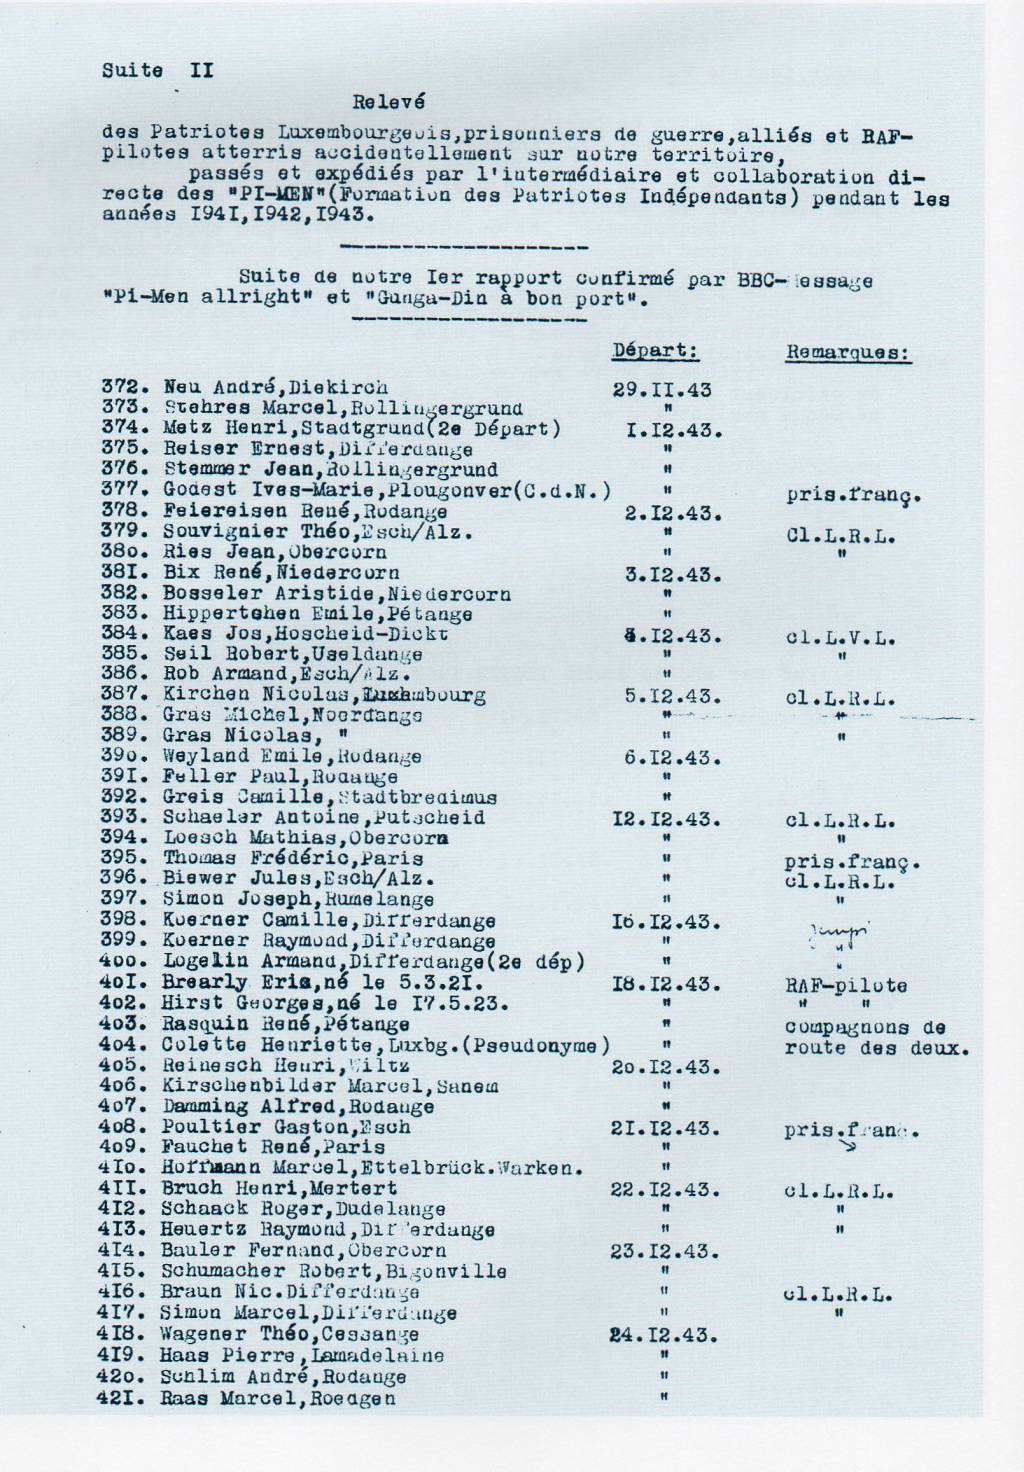 Suite II
Relevé
des Patriotes Luxembourgeois,prisonniers de guerre,alliés et RAF-
pilotes atterris accidentellement sur notre territoire,
passés et expédiés par l'intermédiaire et collaboration di-
recte des "PI-MEN"(Formation des Patriotes Indépendants) pendant les
années I94I,I942,I943.
Suite de notre Ier rapport confirmé par BBC-Message
"Pi-Men allright" et "Gunga-Din à bon port".
Départ: Remarques:
372. Neu André,Diekirch 29.II.43
373. Stehres Marcel,Rollingergrund "
374. Metz Henri,Stadtgrund(2e Départ) I.I2.43.
375. Reiser Ernest,Differdange "
376. Stemmer Jean,Rollingergrund "
377. Godest Ives-Marie,Plougonver(C.d.N.) " pris.franç.
378. Feiereisen René,Rodange 2.I2.43.
379. Souvignier Théo,Esch/Alz. " Cl.L.R.L.
38o. Ries Jean,Obercorn " "
38I. Bix René,Niedercorn 3.I2.43.
382. Bosseler Aristide,Niedercorn "
383. Hippertchen Emile,Pétange "
384. Kaes Jos,Hoscheid-Dickt 4.I2.43. cl.L.V.L.
385. Seil Robert,Useldange " "
386. Rob Armand,Esch/Alz. "
387. Kirchen Nicolas,Luxembourg 5.I2.43. cl.L.R.L.
388. Gras Michel,Noerdange " "
389. Gras Nicolas, " " "
39o. Weyland Emile,Rodange 6.I2.43.
39I. Feller Paul,Rodange "
392. Greis Camille,Stadtbredimus "
393. Schaeler Antoine,Putscheid I2.I2.43. cl.L.R.L.
394. Loesch Mathias,Obercorn " "
395. Thomas Frédéric,Paris " pris.franç.
396. Biewer Jules,Esch/Alz. " cl.L.R.L.
397. Simon Joseph,Rumelange " "
398. Koerner Camille,Differdange I6.I2.43. Jempi
399. Koerner Raymond,Differdange " "
4oo. Logelin Armand,Differdange(2e dép) " "
4oI. Brearly Eric,né le 5.3.2I. I8.I2.43. RAF-pilote
4o2. Hirst Georges,né le I7.5.23. " " "
4o3. Rasquin René,Pétange " compagnons de
4o4. Colette Henriette,Luxbg.(Pseudonyme) " route des deux.
4o5. Reinesch Henri,Wiltz 2o.I2.43.
4o6. Kirschenbilder Marcel,Sanem "
4o7. Damming Alfred,Rodange "
4o8. Poultier Gaston,Esch 2I.I2.43. pris.franç.
4o9. Fauchet René,Paris "
4Io. Hoffmann Marcel,Ettelbrück.Warken. "
4II. Bruch Henri,Mertert 22.I2.43. cl.L.R.L.
4I2. Schaack Roger,Dudelange " "
4I3. Heuertz Raymond,Differdange " "
4I4. Bauler Fernand,Obercorn 23.I2.43.
4I5. Schumacher Robert,Bigonville "
4I6. Braun Nic.Differdange " cl.L.R.L.
4I7. Simon Marcel,Differdange " "
4I8. Wagener Théo,Cessange 24.I2.43.
4I9. Haas Pierre,Lamadelaine "
42o. Schlim André,Rodange "
42I. Raas Marcel,Roedgen "